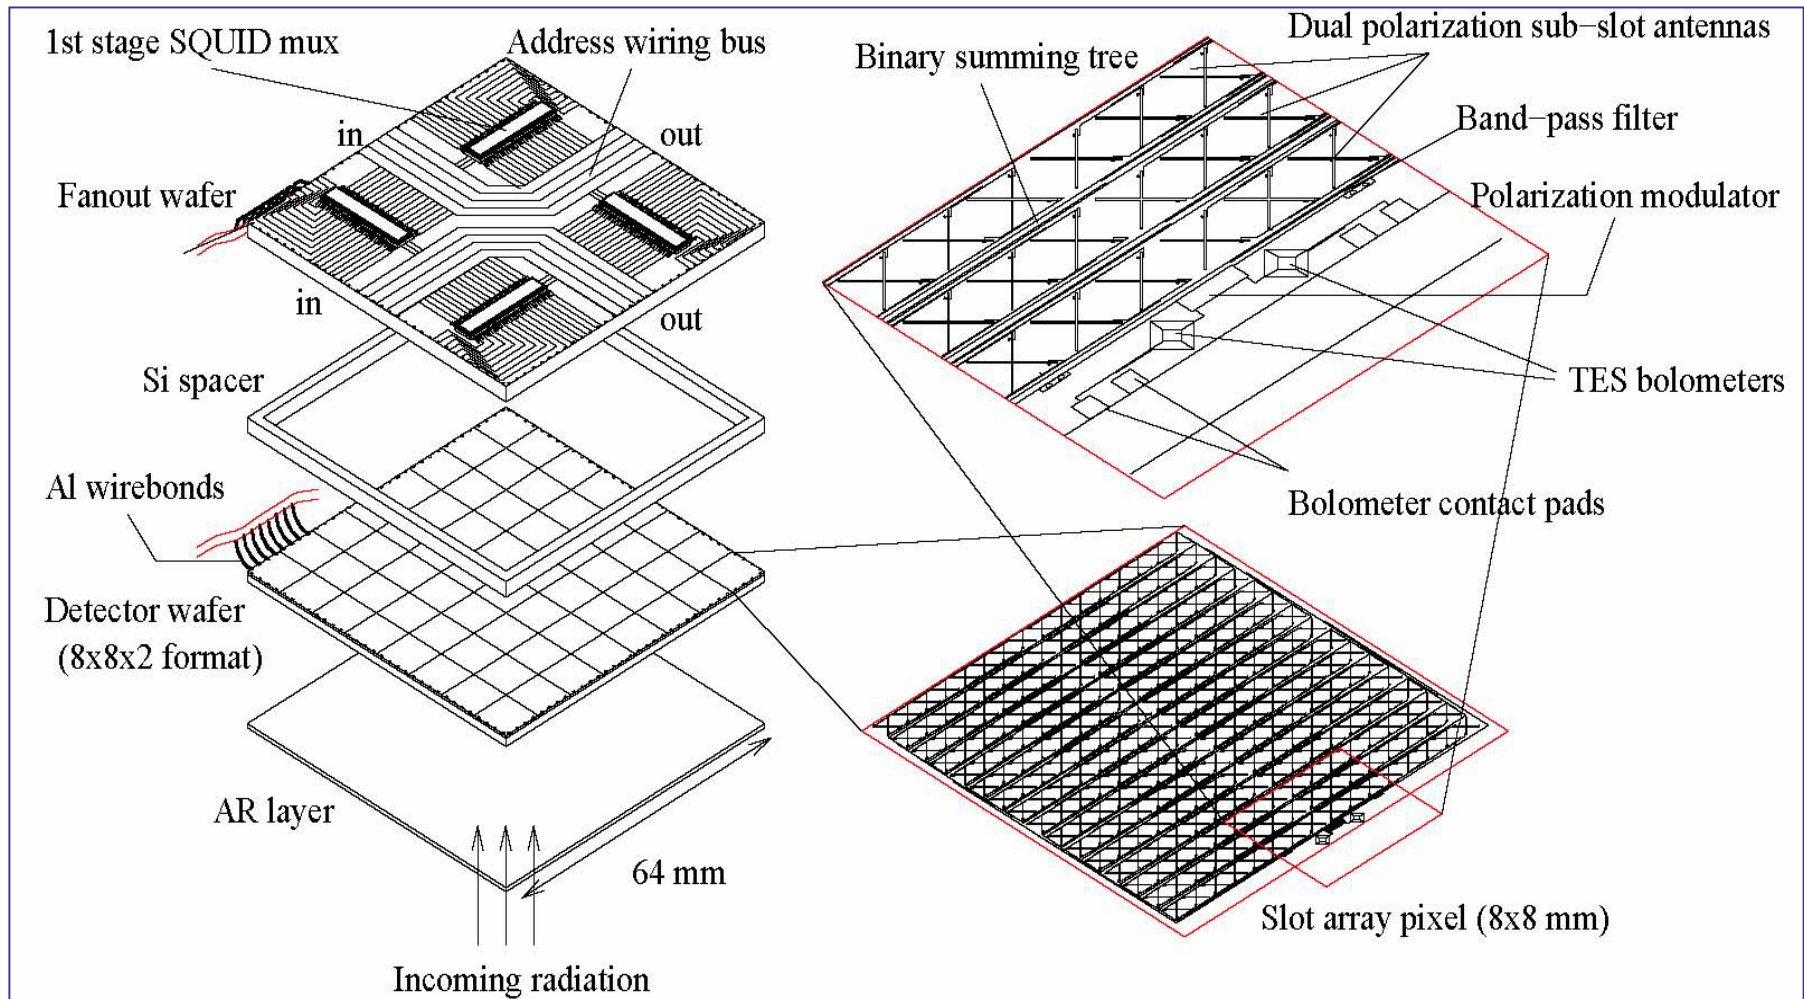 1st stage SQUID mux
Address wiring bus
in
out
Fanout wafer
in
out
Si spacer
Al wirebonds
Detector wafer
(8x8x2 format)
AR layer
64 mm
Incoming radiation
Dual polarization sub−slot antennas
Binary summing tree
Band−pass filter
Polarization modulator
TES bolometers
Bolometer contact pads
Slot array pixel (8x8 mm)